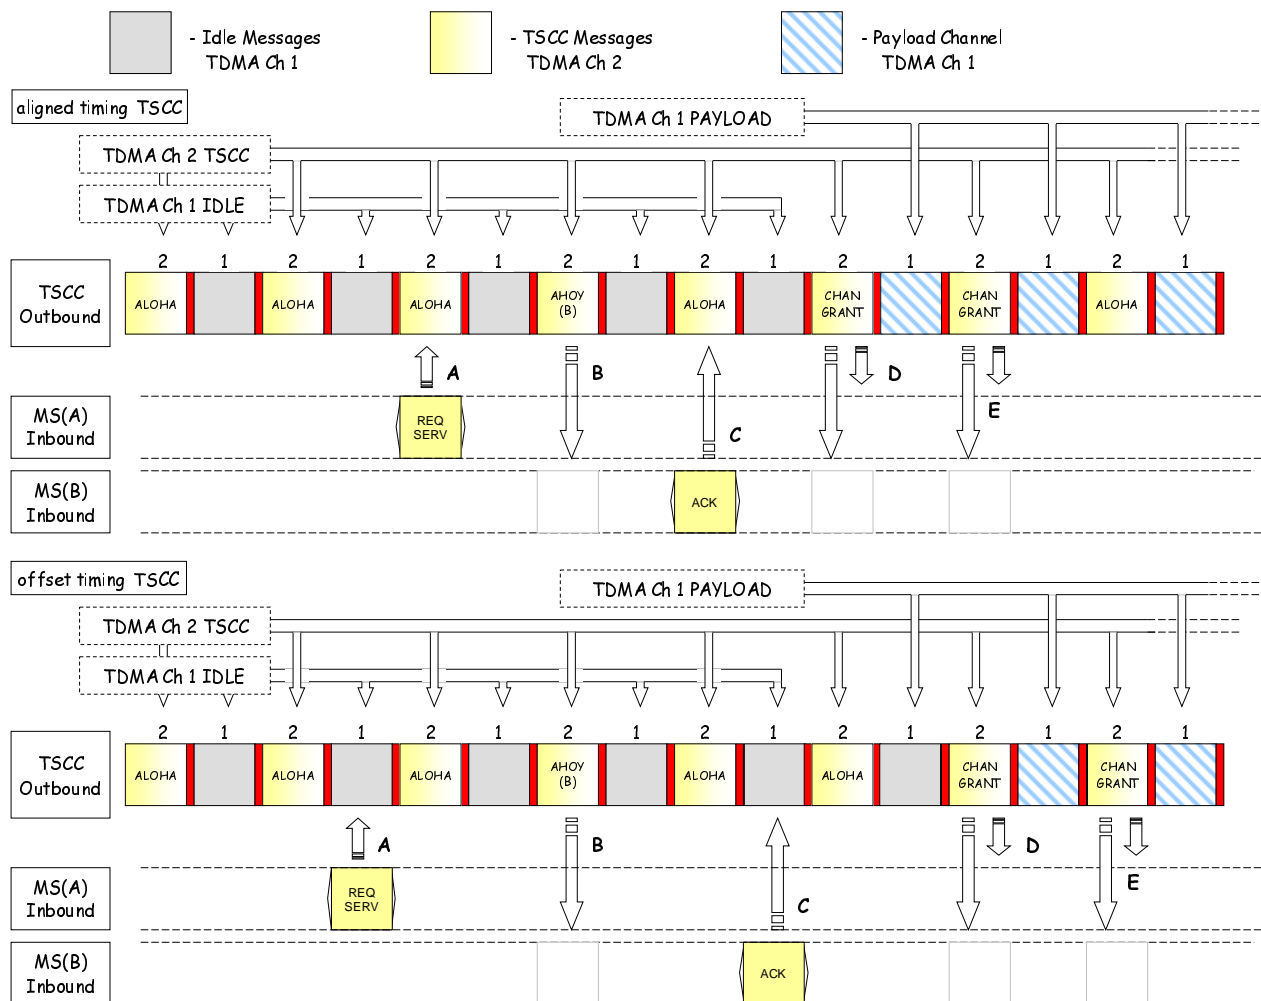 - Idle Messages
TDMA Ch 1
- TSCC Messages
TDMA Ch 2
- Payload Channel
TDMA Ch 1
aligned timing TSCC
TDMA Ch 1 PAYLOAD
TDMA Ch 2 TSCC
TDMA Ch 1 IDLE
2 1 2 1 2 1 2 1 2 1 2 1 2 1 2 1
TSCC
Outbound
ALOHA
ALOHA
ALOHA
AHOY
(B)
ALOHA
CHAN
GRANT
CHAN
GRANT
ALOHA
A
B
C
D
E
MS(A)
Inbound
REQ
SERV
MS(B)
Inbound
ACK
offset timing TSCC
TDMA Ch 1 PAYLOAD
TDMA Ch 2 TSCC
TDMA Ch 1 IDLE
2 1 2 1 2 1 2 1 2 1 2 1 2 1 2 1
TSCC
Outbound
ALOHA
ALOHA
ALOHA
AHOY
(B)
ALOHA
ALOHA
CHAN
GRANT
CHAN
GRANT
A
B
C
D
E
MS(A)
Inbound
REQ
SERV
MS(B)
Inbound
ACK